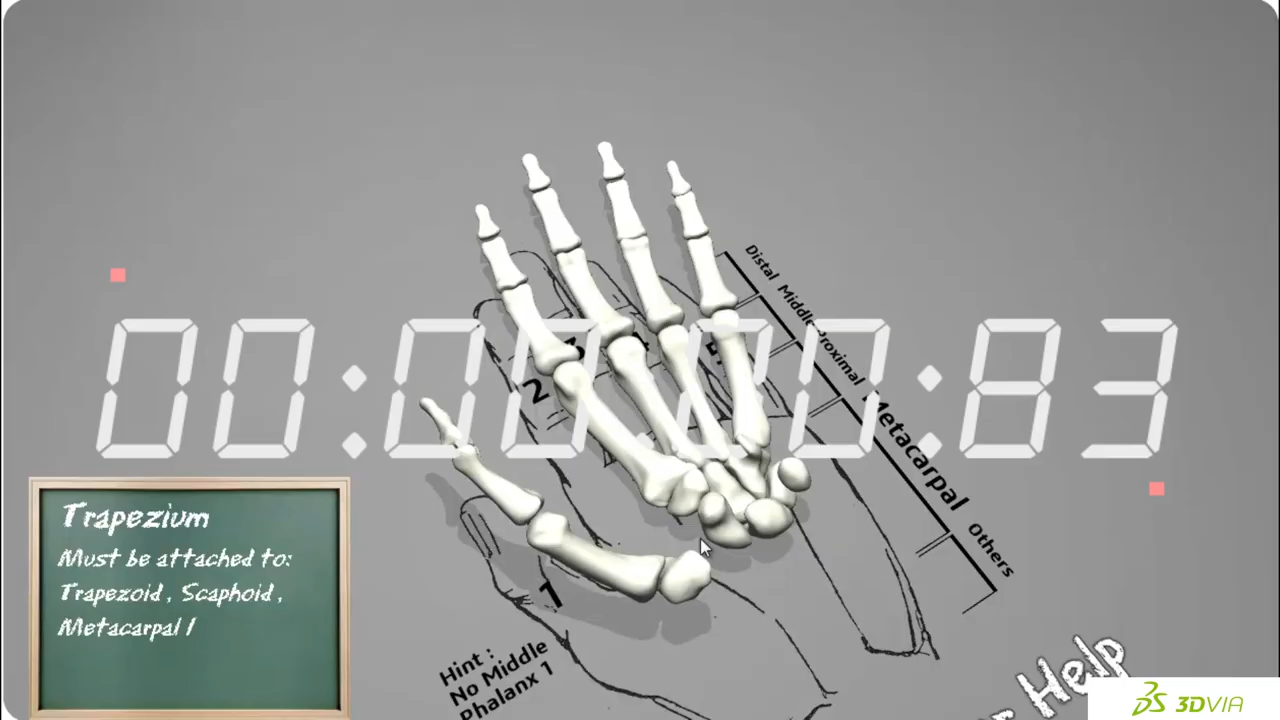 Distal Middle Proximal Metacarpal Others
00:00:00:83
2
3
1
Trapezium
Must be attached to:
Trapezoid, Scaphoid,
Metacarpal 1
Hint :
No Middle
Phalanx 1
Help
3DVIA